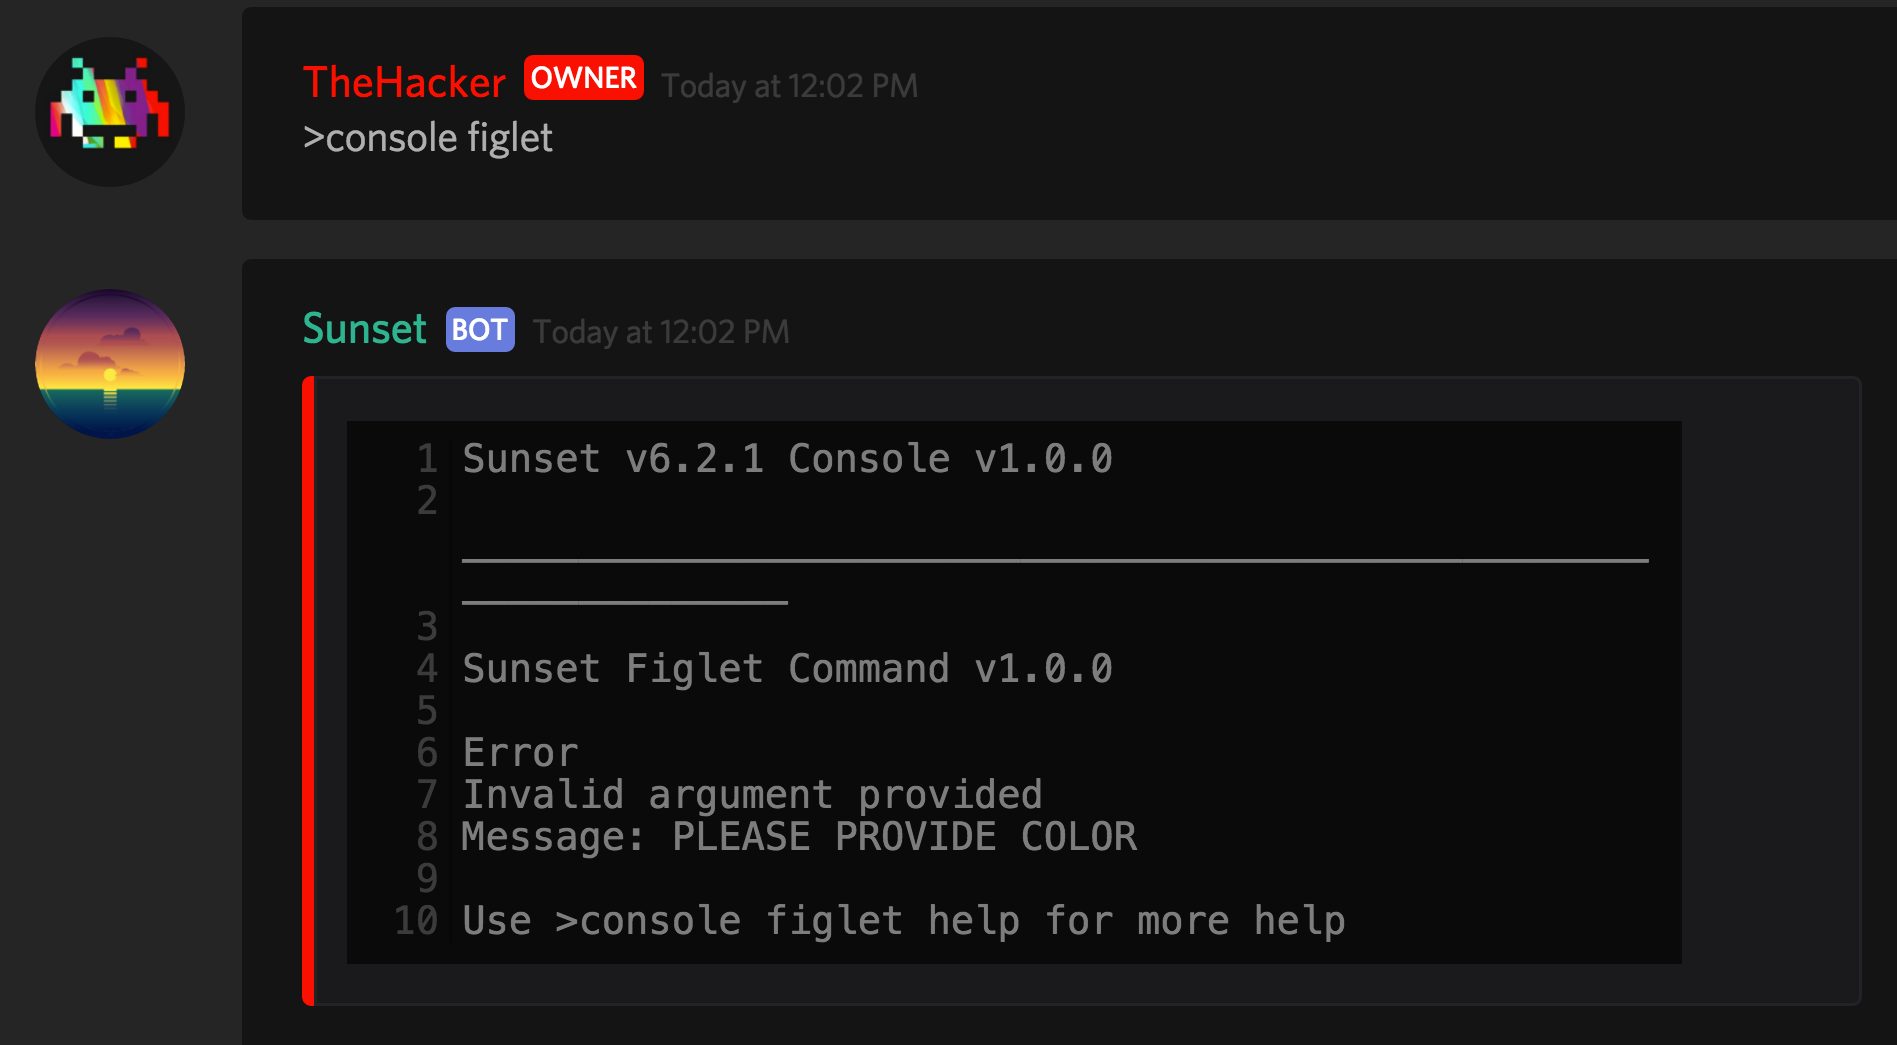 TheHacker OWNER Today at 12:02 PM
>console figlet
Sunset BOT Today at 12:02 PM
1 Sunset v6.2.1 Console v1.0.0
2
3
4 Sunset Figlet Command v1.0.0
5
6 Error
7 Invalid argument provided
8 Message: PLEASE PROVIDE COLOR
9
10 Use >console figlet help for more help